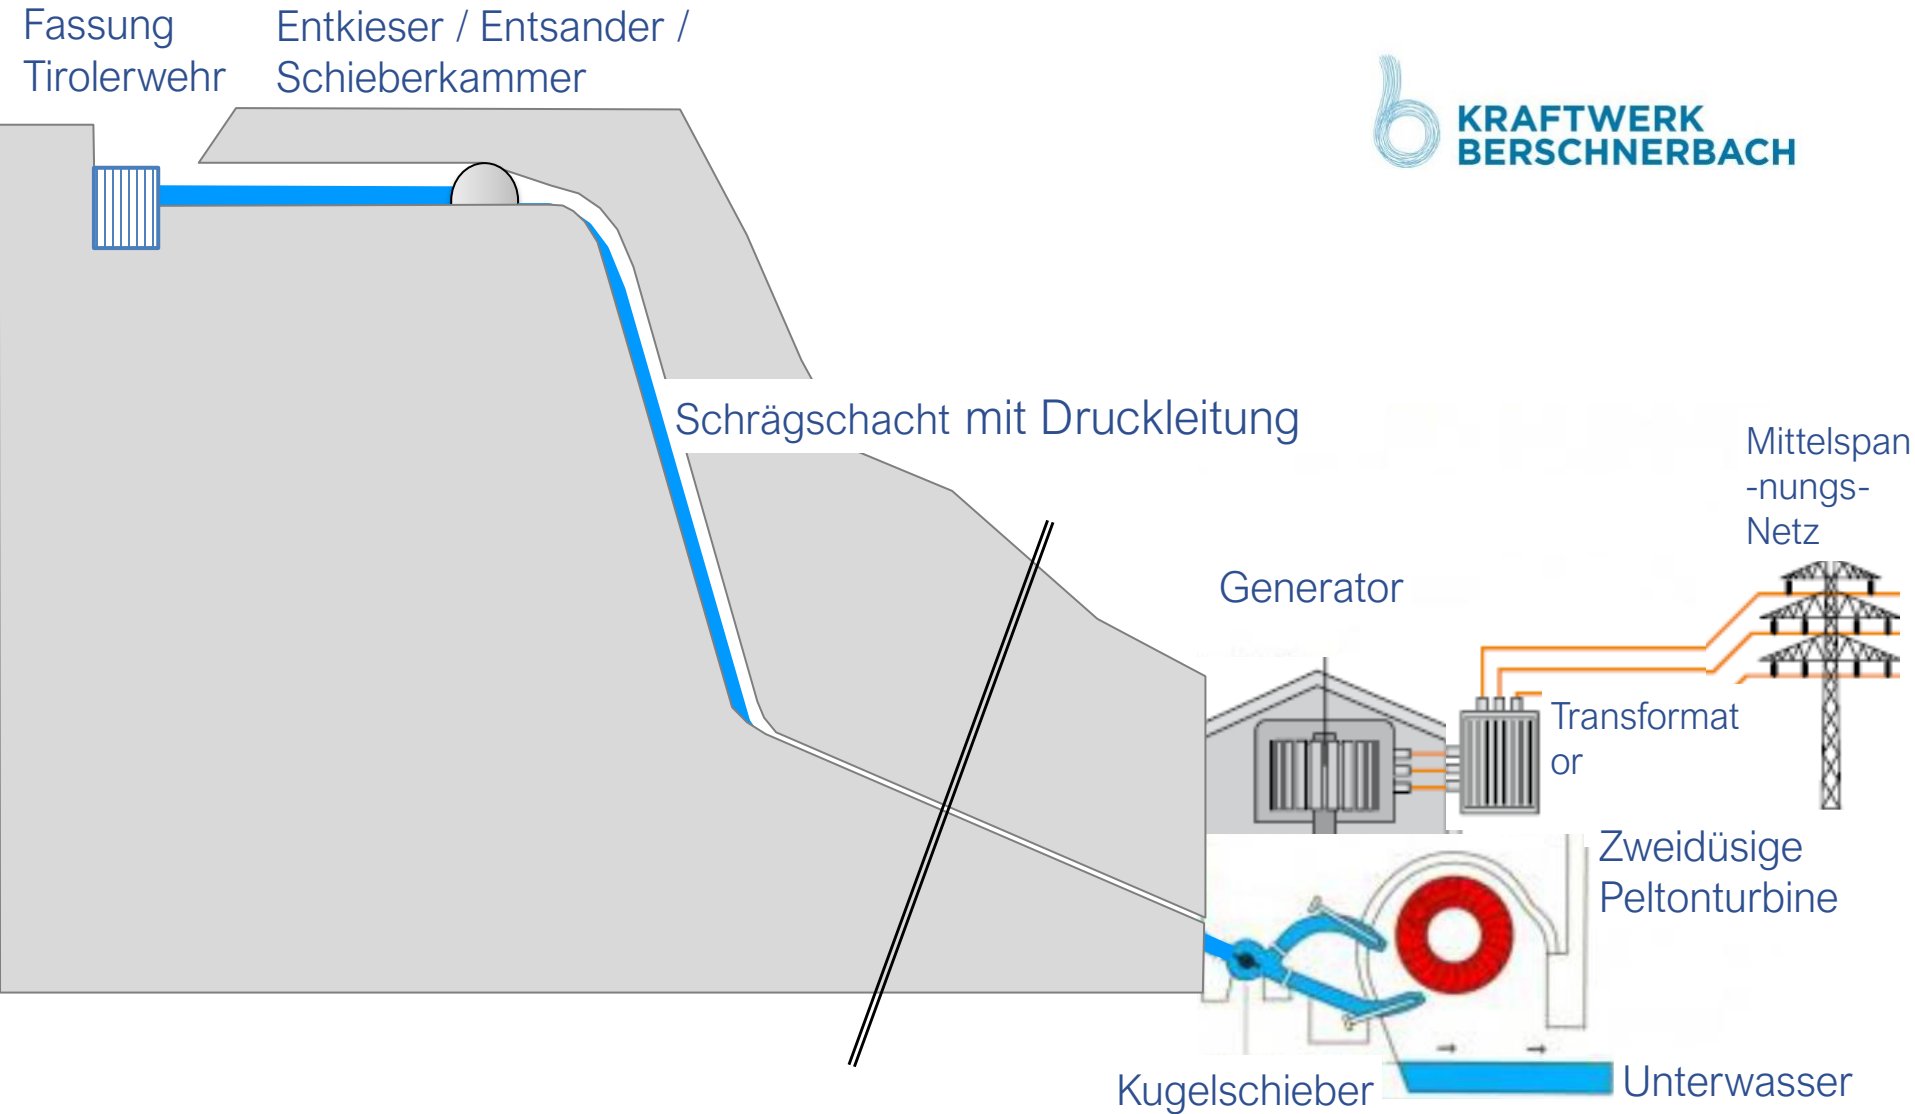 Fassung
Tirolerwehr
Entkieser / Entsander /
Schieberkammer
KRAFTWERK
BERSCHNERBACH
Schrägschacht mit Druckleitung
Mittelspan
-nungs-
Netz
Generator
Transformat
or
Zweidüsige
Peltonturbine
Kugelschieber
Unterwasser